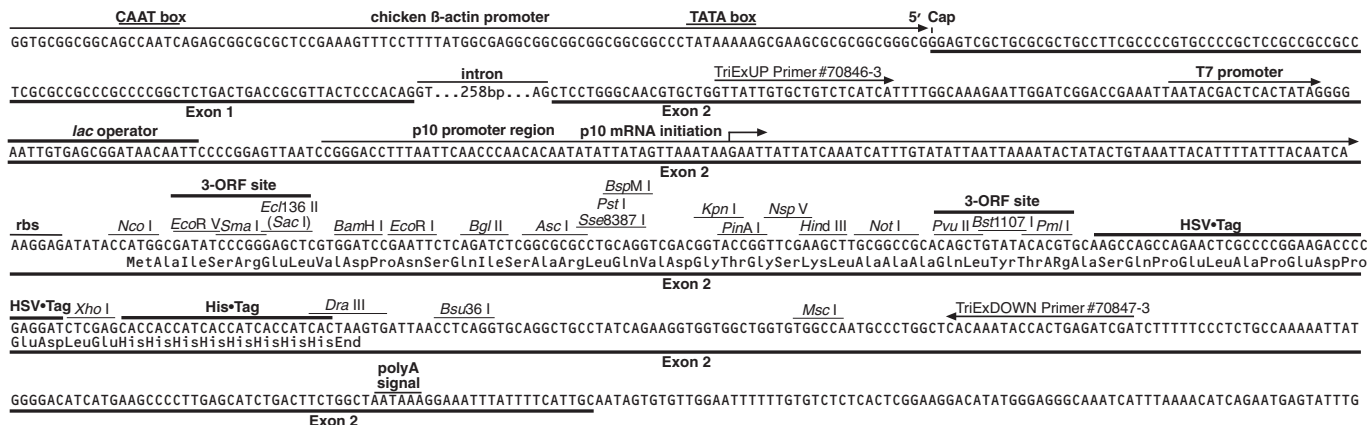 CAAT box chicken ß-actin promoter TATA box 5′ Cap
GGTGCGGCGGCAGCCAATCAGAGCGGCGCGCTCCGAAAGTTTCCTTTTATGGCGAGGCGGCGGCGGCGGCGGCCCTATAAAAAGCGAAGCGCGCGGCGGGCGGGAGTCGCTGCGCGCTGCCTTCGCCCCGTGCCCCGCTCCGCCGCCGCC
TCGCGCCGCCCGCCCCGGCTCTGACTGACCGCGTTACTCCCACAGGT...258bp...AGCTCCTGGGCAACGTGCTGGTTATTGTGCTGTCTCATCATTTTGGCAAAGAATTGGATCGGACCGAAATTAATACGACTCACTATAGGGG
intron TriExUP Primer #70846-3 T7 promoter
Exon 1 Exon 2
lac operator p10 promoter region p10 mRNA initiation
AATTGTGAGCGGATAACAATTCCCCGGAGTTAATCCGGGACCTTTAATTCAACCCAACACAATATATTATAGTTAAATAAGAATTATTATCAAATCATTTGTATATTAATTAAAATACTATACTGTAAATTACATTTTATTTACAATCA
Exon 2
3-ORF site BspM I 3-ORF site
Ecl136 II Pst I Kpn I Nsp V
rbs Nco I EcoR V Sma I (Sac I) BamH I EcoR I Bgl II Asc I Sse8387 I PinA I Hind III Not I Pvu II Bst1107 I Pml I HSV•Tag
AAGGAGATATACCATGGCGATATCCCGGGAGCTCGTGGATCCGAATTCTCAGATCTCGGCGCGCCTGCAGGTCGACGGTACCGGTTCGAAGCTTGCGGCCGCACAGCTGTATACACGTGCAAGCCAGCCAGAACTCGCCCCGGAAGACCCC
MetAlaIleSerArgGluLeuValAspProAsnSerGlnIleSerAlaArgLeuGlnValAspGlyThrGlySerLysLeuAlaAlaAlaGlnLeuTyrThrARgAlaSerGlnProGluLeuAlaProGluAspPro
Exon 2
HSV•Tag Xho I His•Tag Dra III Bsu36 I Msc I TriExDOWN Primer #70847-3
GAGGATCTCGAGCACCACCATCACCATCACCATCACTAAGTGATTAACCTCAGGTGCAGGCTGCCTATCAGAAGGTGGTGGCTGGTGTGGCCAATGCCCTGGCTCACAAATACCACTGAGATCGATCTTTTTCCCTCTGCCAAAAATTAT
GluAspLeuGluHisHisHisHisHisHisHisHisEnd
Exon 2
polyA
signal
GGGGACATCATGAAGCCCCTTGAGCATCTGACTTCTGGCTAATAAAGGAAATTTATTTTCATTGCAATAGTGTGTTGGAATTTTTTGTGTCTCTCACTCGGAAGGACATATGGGAGGGCAAATCATTTAAAACATCAGAATGAGTATTTG
Exon 2